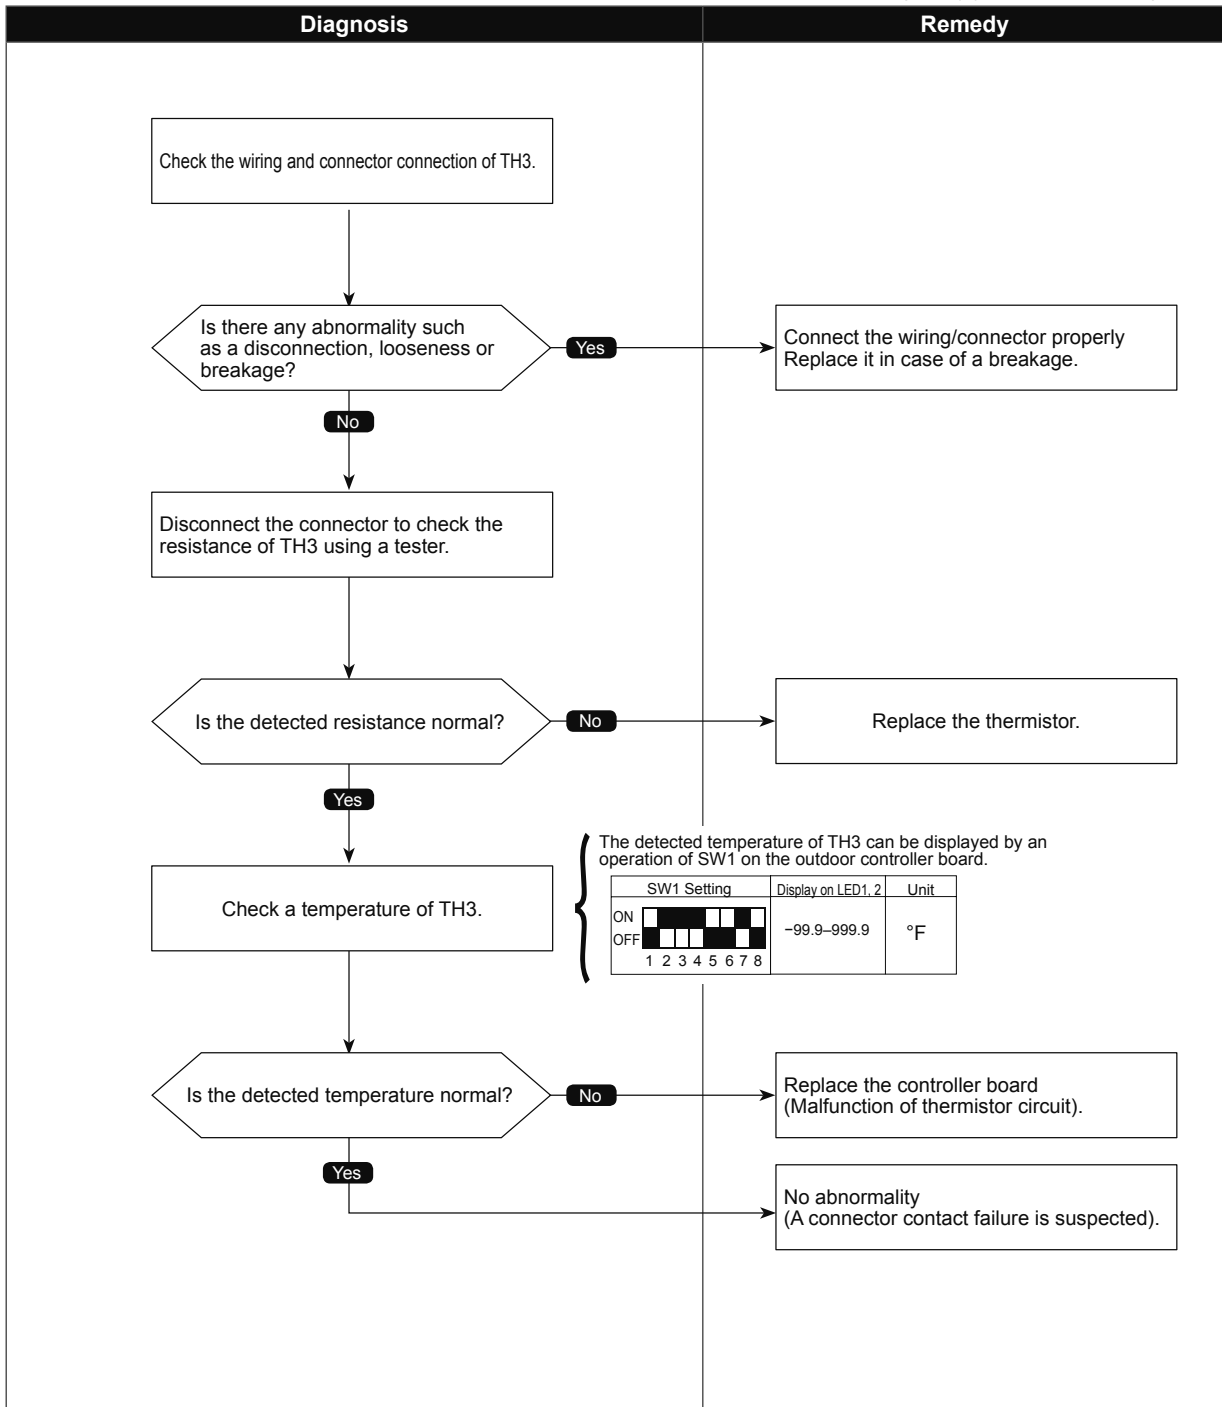 Diagnosis
Remedy
Check the wiring and connector connection of TH3.
Is there any abnormality such
as a disconnection, looseness or
breakage?
Yes
Connect the wiring/connector properly
Replace it in case of a breakage.
No
Disconnect the connector to check the
resistance of TH3 using a tester.
Is the detected resistance normal?
No
Replace the thermistor.
Yes
Check a temperature of TH3.
The detected temperature of TH3 can be displayed by an
operation of SW1 on the outdoor controller board.
SW1 Setting
Display on LED1, 2
Unit
ON
OFF
1 2 3 4 5 6 7 8
−99.9–999.9
°F
Is the detected temperature normal?
No
Replace the controller board
(Malfunction of thermistor circuit).
Yes
No abnormality
(A connector contact failure is suspected).